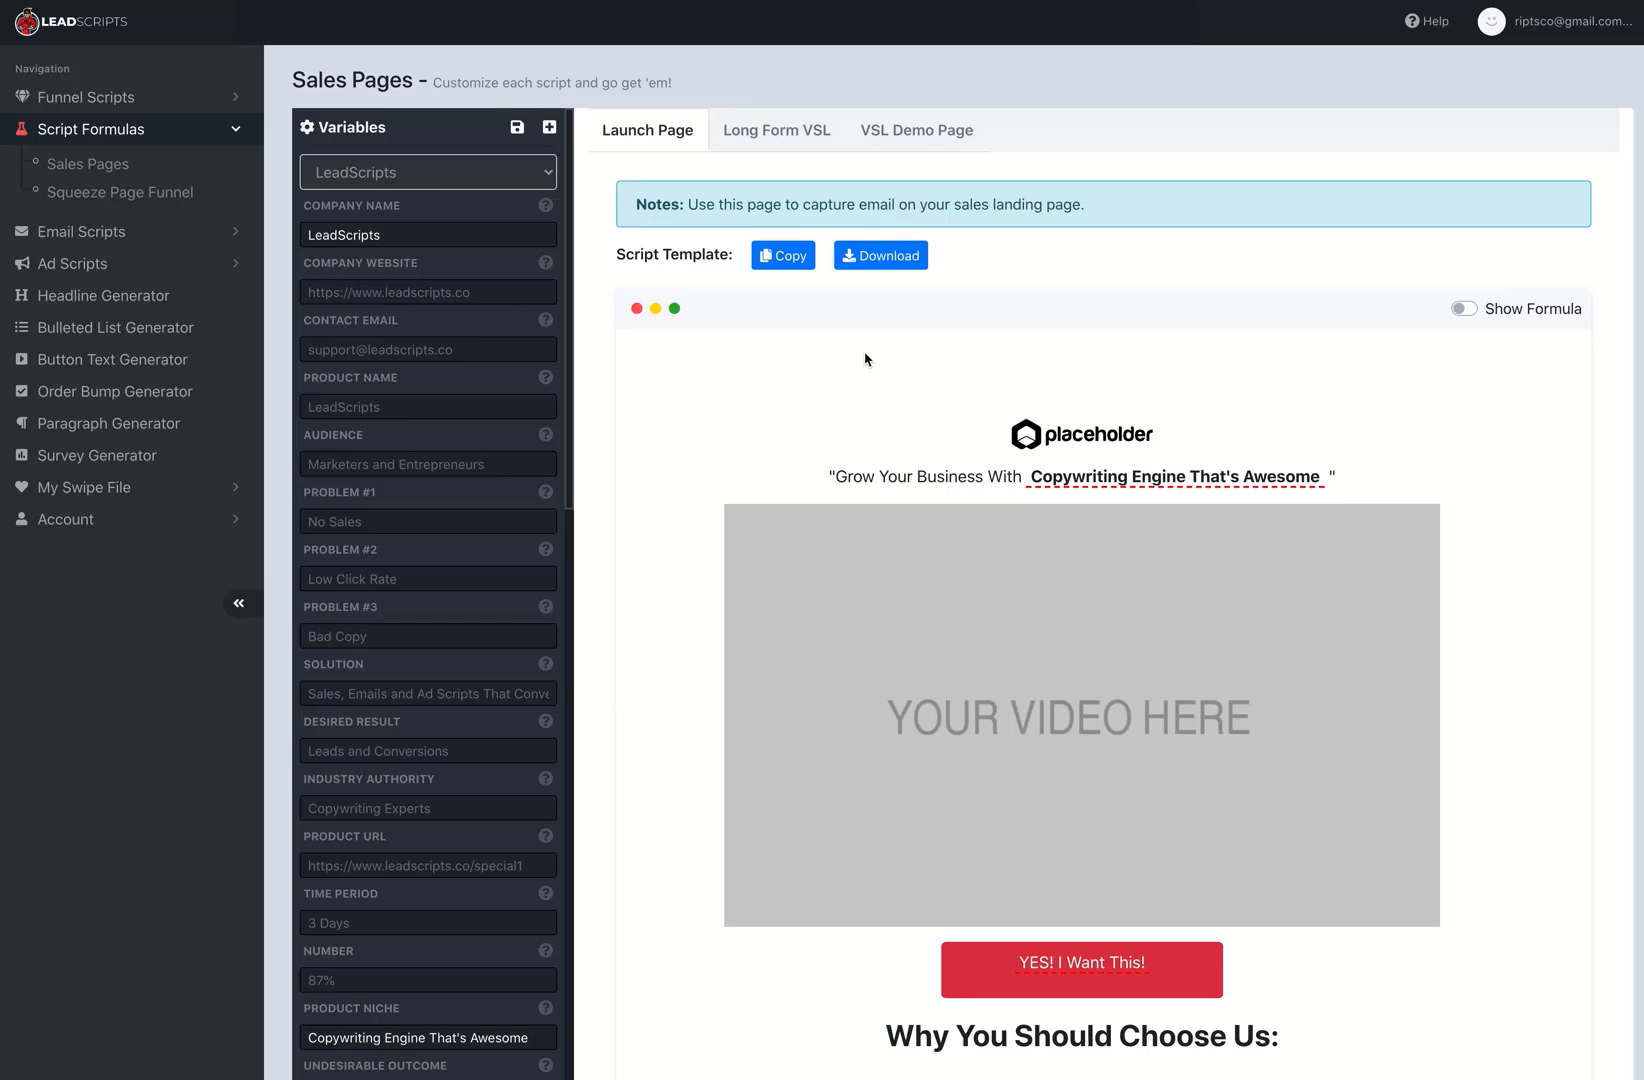 LEADSCRIPTS
Help
riptsco@gmail.com...
Navigation
Funnel Scripts
Script Formulas
Sales Pages
Squeeze Page Funnel
Email Scripts
Ad Scripts
Headline Generator
Bulleted List Generator
Button Text Generator
Order Bump Generator
Paragraph Generator
Survey Generator
My Swipe File
Account
Sales Pages - Customize each script and go get 'em!
Variables
LeadScripts
COMPANY NAME
LeadScripts
COMPANY WEBSITE
https://www.leadscripts.co
CONTACT EMAIL
support@leadscripts.co
PRODUCT NAME
LeadScripts
AUDIENCE
Marketers and Entrepreneurs
PROBLEM #1
No Sales
PROBLEM #2
Low Click Rate
PROBLEM #3
Bad Copy
SOLUTION
Sales, Emails and Ad Scripts That Conve
DESIRED RESULT
Leads and Conversions
INDUSTRY AUTHORITY
Copywriting Experts
PRODUCT URL
https://www.leadscripts.co/special1
TIME PERIOD
3 Days
NUMBER
87%
PRODUCT NICHE
Copywriting Engine That's Awesome
UNDESIRABLE OUTCOME
Launch Page
Long Form VSL
VSL Demo Page
Notes: Use this page to capture email on your sales landing page.
Script Template:
Copy
Download
Show Formula
placeholder
"Grow Your Business With Copywriting Engine That's Awesome "
YOUR VIDEO HERE
YES! I Want This!
Why You Should Choose Us: